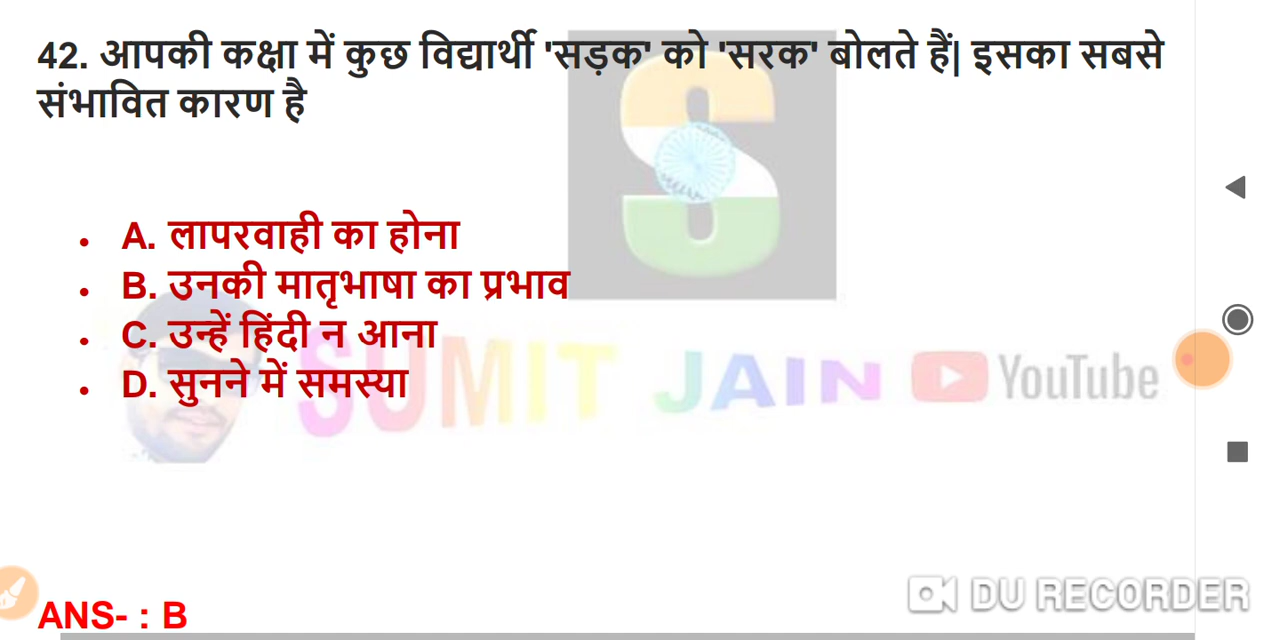 42. आपकी कक्षा में कुछ विद्यार्थी 'सड़क' को 'सरक' बोलते हैं| इसका सबसे
संभावित कारण है
• A. लापरवाही का होना
• B. उनकी मातृभाषा का प्रभाव
• C. उन्हें हिंदी न आना
• D. सुनने में समस्या
S
SUMIT JAIN YouTube
DU RECORDER
ANS- : B